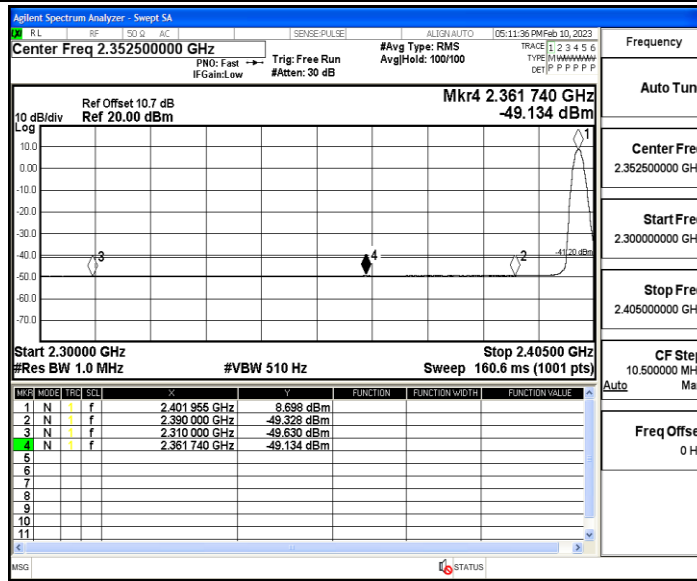 Agilent Spectrum Analyzer - Swept SA
RL RF 50 Ω AC SENSE:PULSE ALIGN AUTO 05:11:36 PM Feb 10, 2023
Center Freq 2.352500000 GHz
PNO: Fast
IFGain:Low
Trig: Free Run
#Atten: 30 dB
#Avg Type: RMS
Avg|Hold: 100/100
TRACE 1 2 3 4 5 6
TYPE M
DET P P P P P P
Frequency
Auto Tun
Center Fre
2.352500000 GH
Start Fre
2.300000000 GH
Stop Fre
2.405000000 GH
CF Step
10.500000 MH
Auto Ma
Freq Offse
0 H
Mkr4 2.361 740 GHz
-49.134 dBm
Ref Offset 10.7 dB
10 dB/div Ref 20.00 dBm
Log
10.0
0.00
-10.0
-20.0
-30.0
-40.0
-50.0
-60.0
-70.0
1
3
4
2
-41.20 dBm
Start 2.30000 GHz Stop 2.40500 GHz
#Res BW 1.0 MHz #VBW 510 Hz Sweep 160.6 ms (1001 pts)
MKR MODE TRC SCL X Y FUNCTION FUNCTION WIDTH FUNCTION VALUE
1 N 1 f 2.401 955 GHz 8.698 dBm
2 N 1 f 2.390 000 GHz -49.328 dBm
3 N 1 f 2.310 000 GHz -49.630 dBm
4 N 1 f 2.361 740 GHz -49.134 dBm
5
6
7
8
9
10
11
MSG STATUS